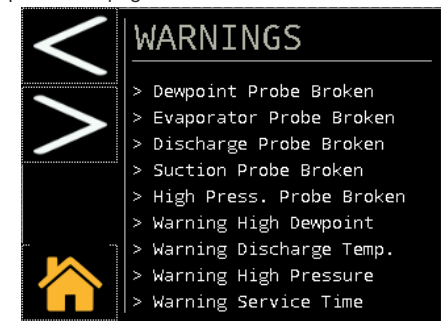 WARNINGS
> Dewpoint Probe Broken
> Evaporator Probe Broken
> Discharge Probe Broken
> Suction Probe Broken
> High Press. Probe Broken
> Warning High Dewpoint
> Warning Discharge Temp.
> Warning High Pressure
> Warning Service Time